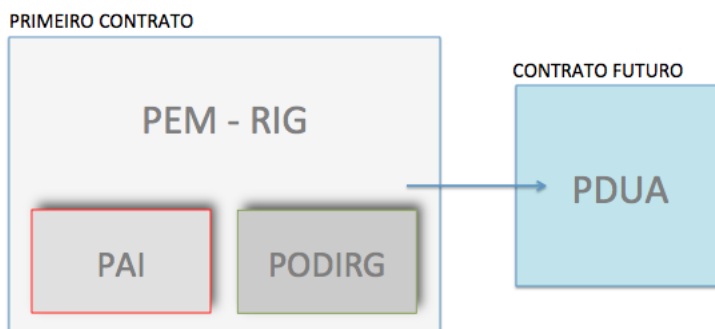 PRIMEIRO CONTRATO
CONTRATO FUTURO
PEM - RIG
PDUA
PAI
PODIRG